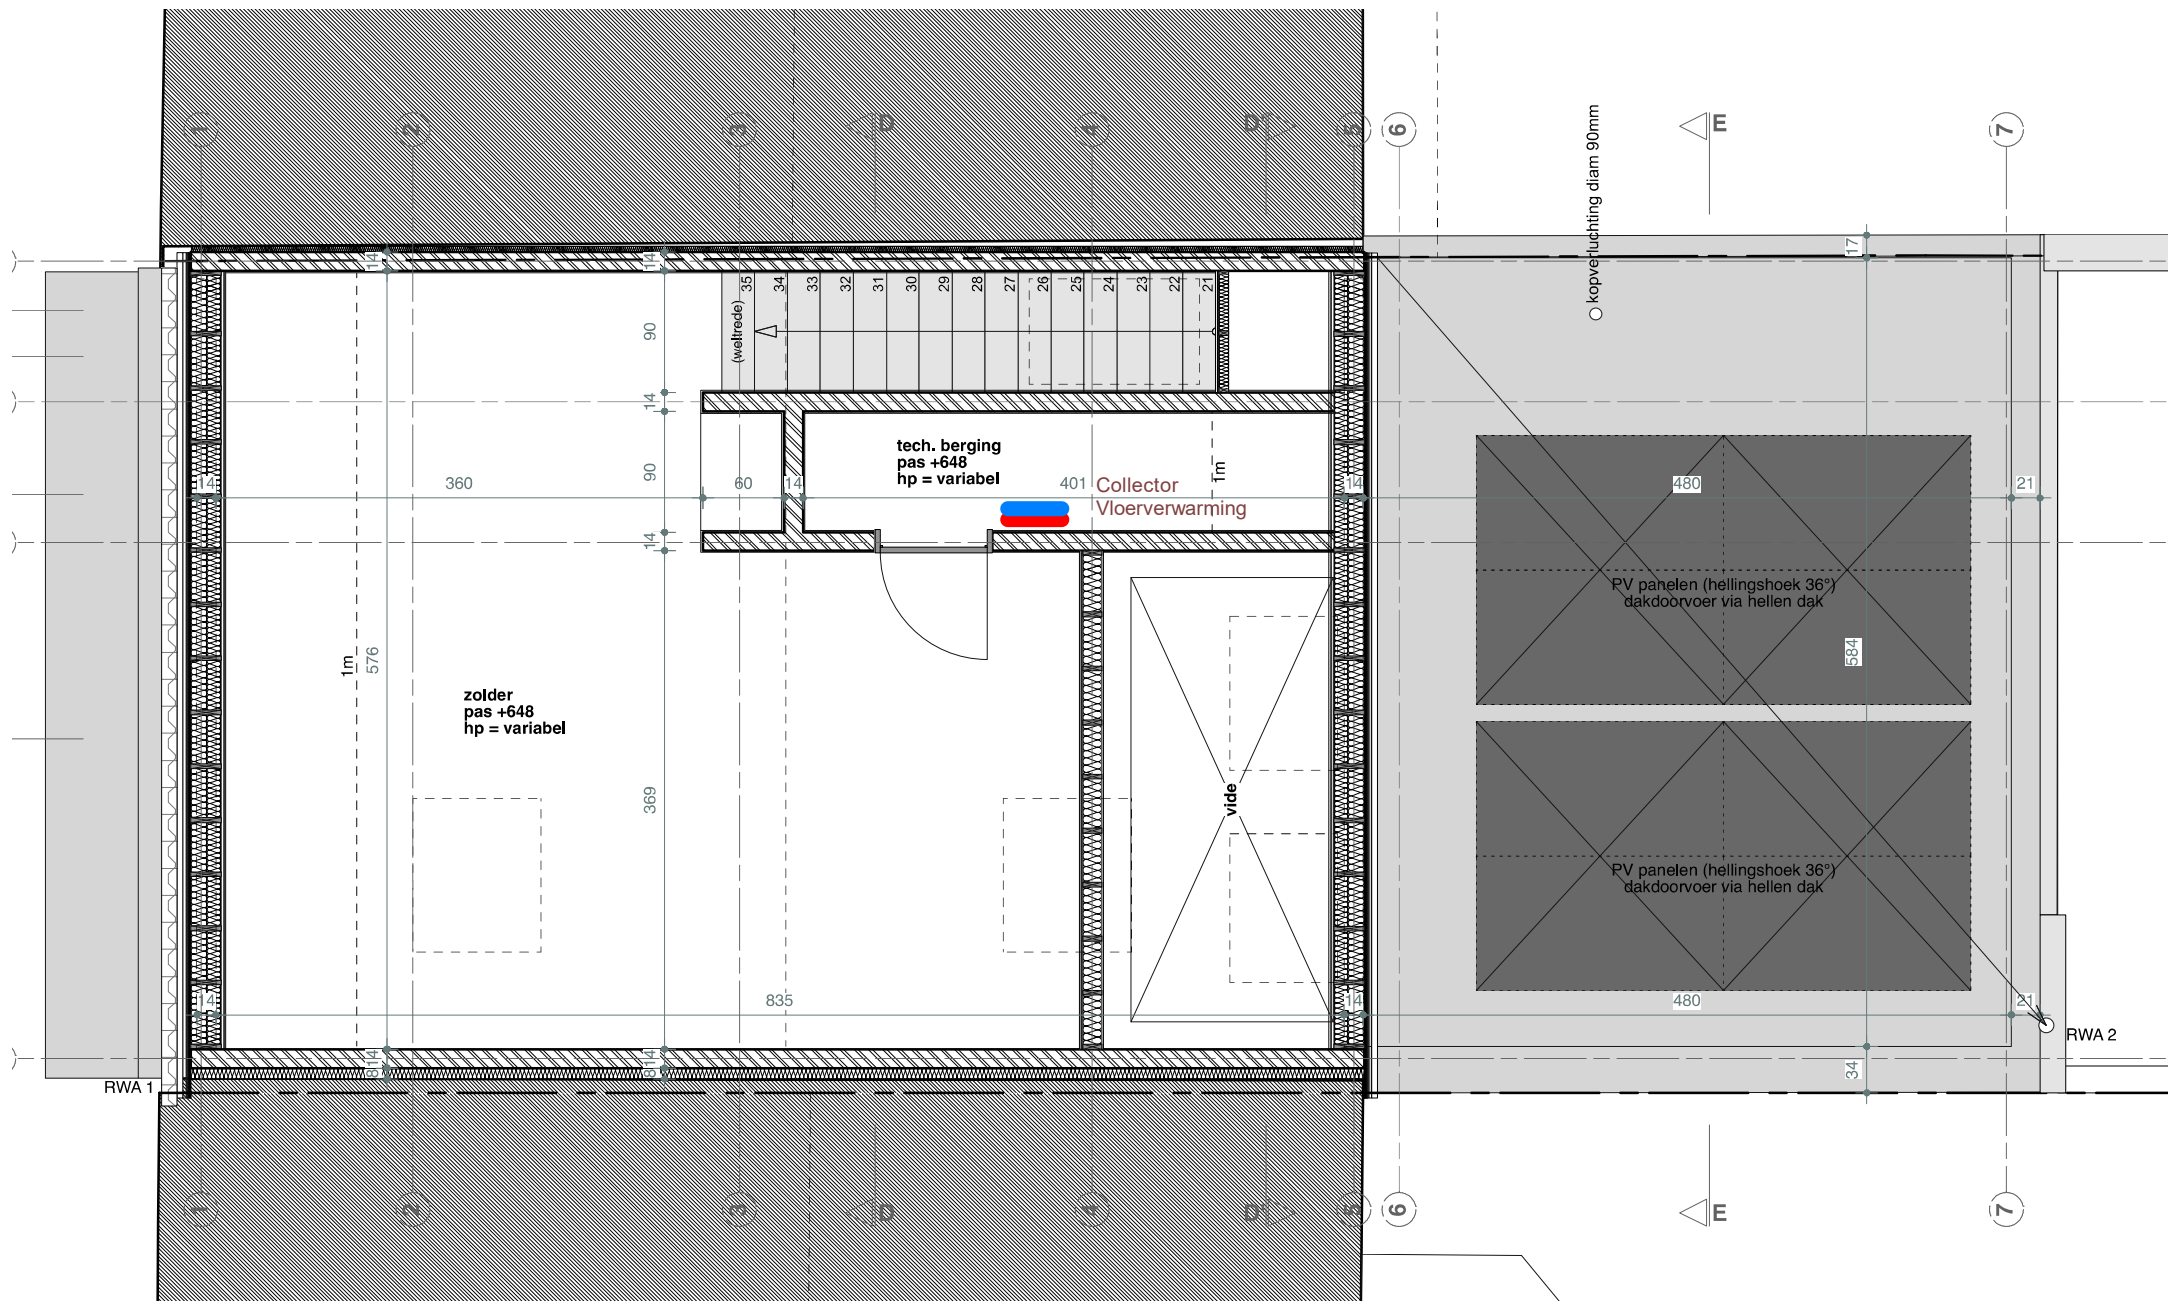 1
2
3
D
4
D'
5
6
E
7
kopverluchting diam 90mm
17
14
14
35
34
33
32
31
30
29
28
27
26
25
24
23
22
21
(weltrede)
90
14
90
14
tech. berging
pas +648
hp = variabel
1m
14
360
60
14
401
14
480
21
Collector
Vloerverwarming
PV panelen (hellingshoek 36°)
dakdoorvoer via hellen dak
584
1m
576
zolder
pas +648
hp = variabel
369
vide
PV panelen (hellingshoek 36°)
dakdoorvoer via hellen dak
14
835
14
480
21
RWA 2
814
814
34
RWA 1
1
2
3
D
4
D'
5
6
E
7